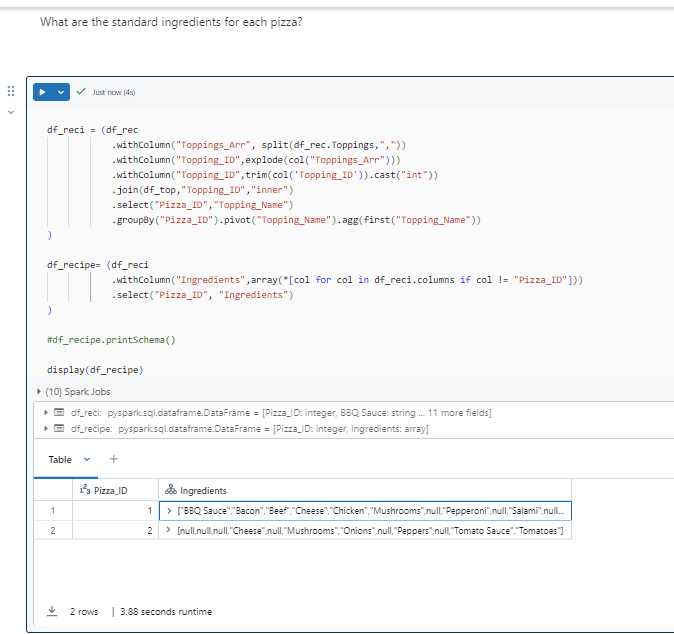 What are the standard ingredients for each pizza?
Just now (4s)
df_reci = (df_rec
.withColumn("Toppings_Arr", split(df_rec.Toppings,","))
.withColumn("Topping_ID",explode(col("Toppings_Arr")))
.withColumn("Topping_ID",trim(col('Topping_ID')).cast("int"))
.join(df_top,"Topping_ID","inner")
.select("Pizza_ID","Topping_Name")
.groupBy("Pizza_ID").pivot("Topping_Name").agg(first("Topping_Name"))
)
df_recipe= (df_reci
.withColumn("Ingredients",array(*[col for col in df_reci.columns if col != "Pizza_ID"]))
.select("Pizza_ID", "Ingredients")
)
#df_recipe.printSchema()
display(df_recipe)
(10) Spark Jobs
df_reci: pyspark.sql.dataframe.DataFrame = [Pizza_ID: integer, BBQ Sauce: string ... 11 more fields]
df_recipe: pyspark.sql.dataframe.DataFrame = [Pizza_ID: integer, Ingredients: array]
Table
Pizza_ID Ingredients
1 1 ["BBQ Sauce","Bacon","Beef","Cheese","Chicken","Mushrooms",null,"Pepperoni",null,"Salami",null...
2 2 [null,null,null,"Cheese",null,"Mushrooms","Onions",null,"Peppers",null,"Tomato Sauce","Tomatoes"]
2 rows | 3.88 seconds runtime